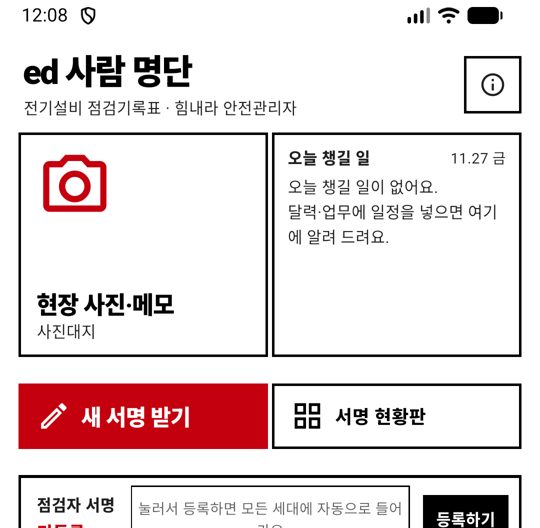 12:08
ed 사람 명단
전기설비 점검기록표 · 힘내라 안전관리자
현장 사진·메모
사진대지
오늘 챙길 일 11.27 금
오늘 챙길 일이 없어요.
달력·업무에 일정을 넣으면 여기
에 알려 드려요.
새 서명 받기
서명 현황판
점검자 서명
눌러서 등록하면 모든 세대에 자동으로 들어
등록하기